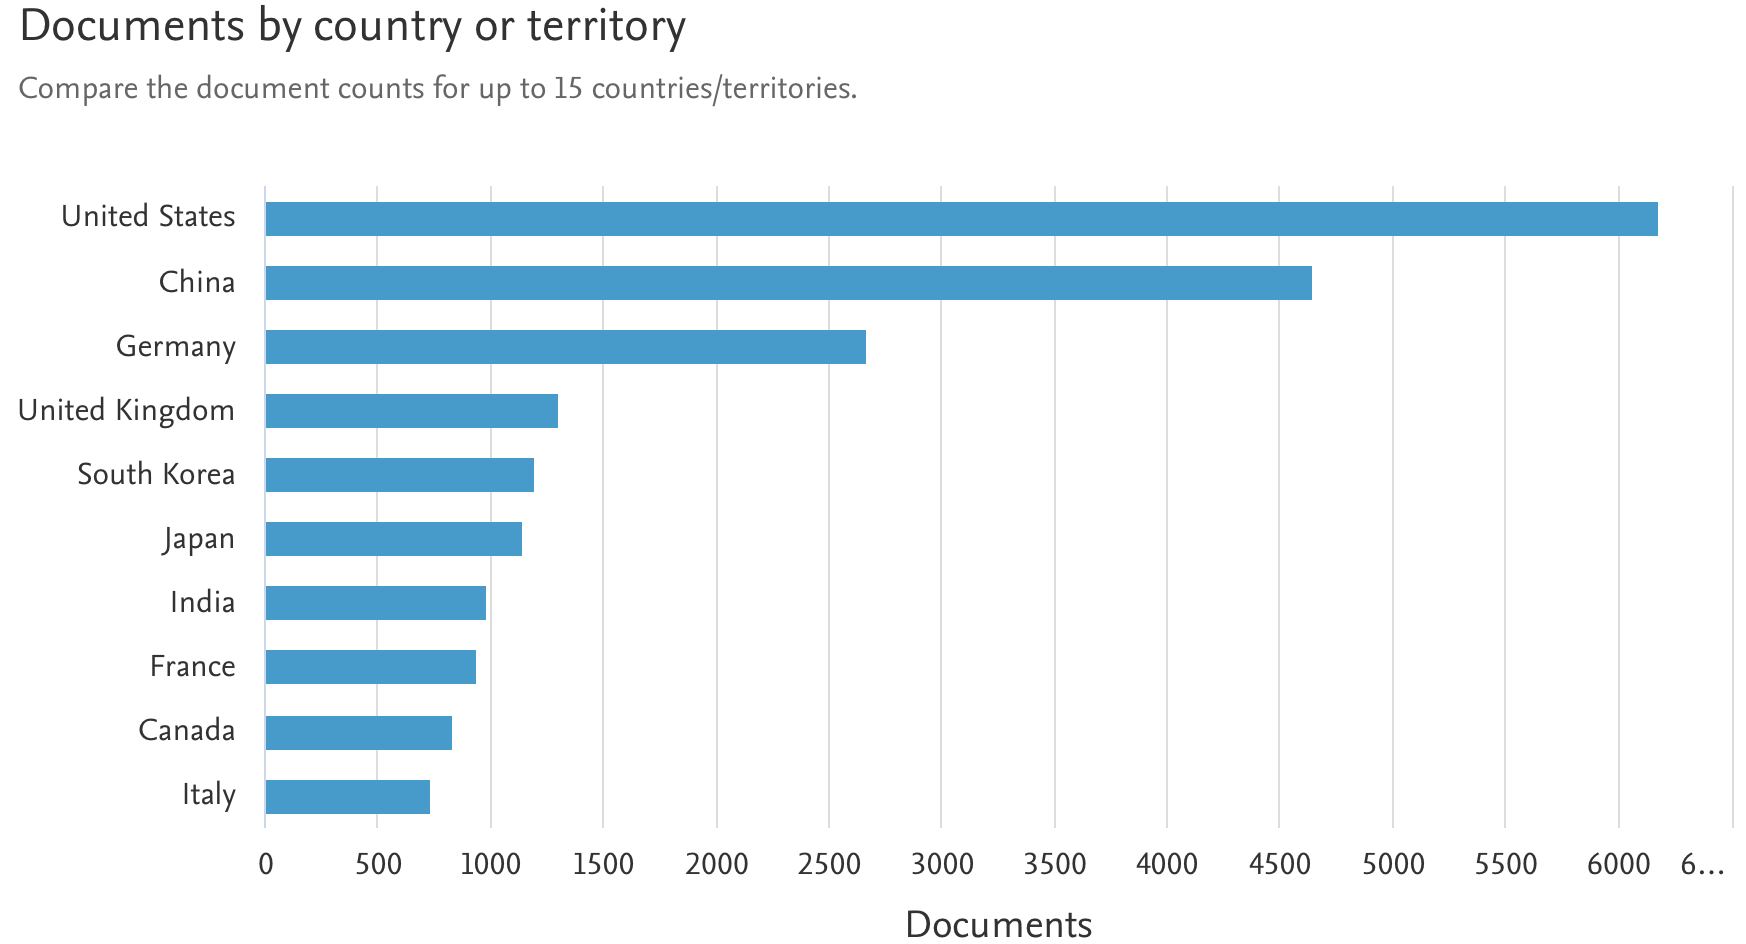 Documents by country or territory
Compare the document counts for up to 15 countries/territories.
United States
China
Germany
United Kingdom
South Korea
Japan
India
France
Canada
Italy
0 500 1000 1500 2000 2500 3000 3500 4000 4500 5000 5500 6000 6...
Documents